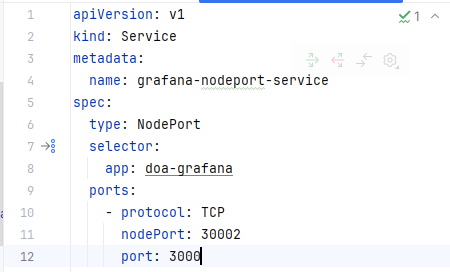 1 apiVersion: v1
2 kind: Service
3 metadata:
4   name: grafana-nodeport-service
5 spec:
6   type: NodePort
7   selector:
8     app: doa-grafana
9   ports:
10     - protocol: TCP
11       nodePort: 30002
12       port: 3000
1